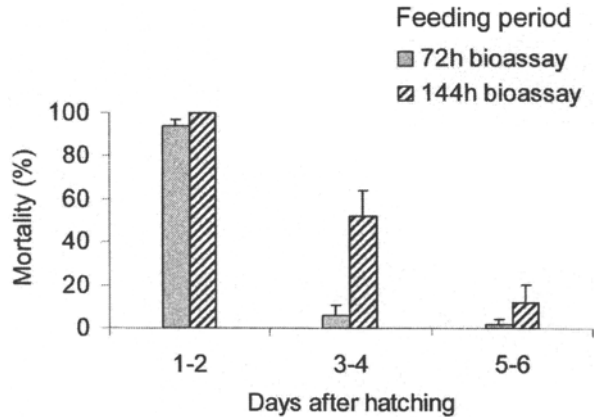 Feeding period
72h bioassay
144h bioassay
100
80
60
40
20
0
Mortality (%)
1-2
3-4
5-6
Days after hatching